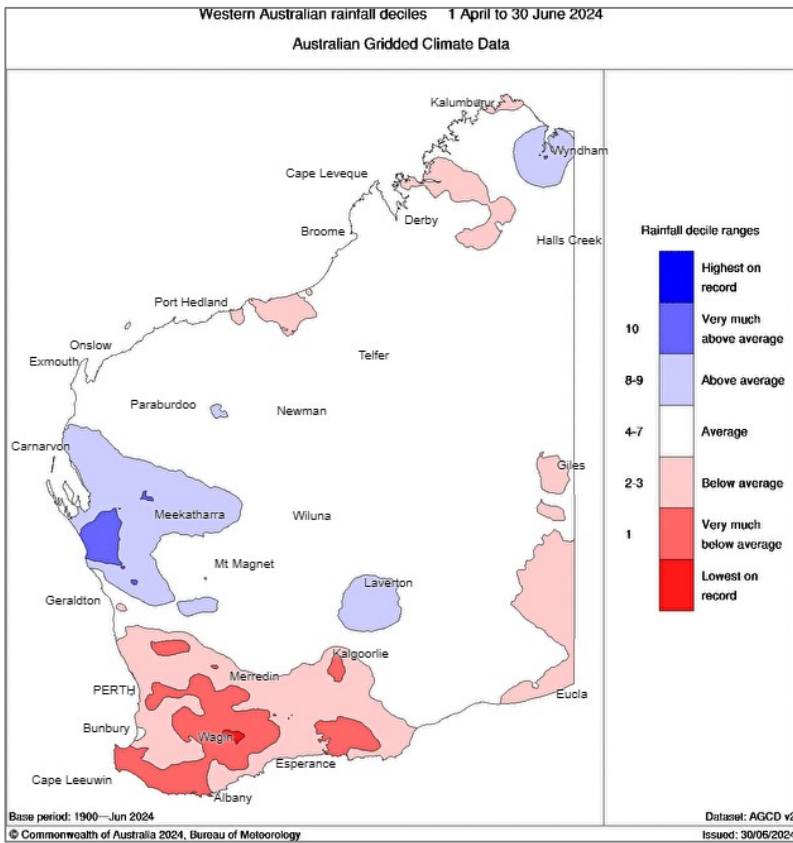 Western Australian rainfall deciles 1 April to 30 June 2024
Australian Gridded Climate Data
Kalumburu
Wyndham
Cape Leveque
Derby
Broome
Halls Creek
Port Hedland
Onslow
Exmouth
Telfer
Paraburdoo
Newman
Carnarvon
Giles
Meekatharra
Wiluna
Mt Magnet
Laverton
Geraldton
Kalgoorlie
Merredin
PERTH
Eucla
Bunbury
Wagin
Esperance
Cape Leeuwin
Albany
Rainfall decile ranges
Highest on
record
10
Very much
above average
8-9
Above average
4-7
Average
2-3
Below average
1
Very much
below average
Lowest on
record
Base period: 1900—Jun 2024
Dataset: AGCD v2
© Commonwealth of Australia 2024, Bureau of Meteorology
Issued: 30/06/2024